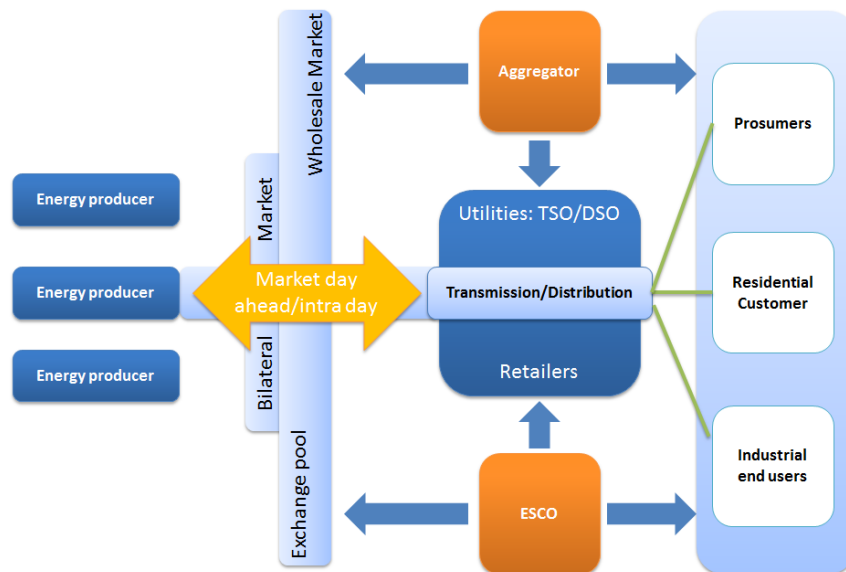 Aggregator
Wholesale Market
Prosumers
Energy producer
Market
Utilities: TSO/DSO
Energy producer
Market day
ahead/intra day
Transmission/Distribution
Residential
Customer
Energy producer
Bilateral
Retailers
Exchange pool
ESCO
Industrial
end users